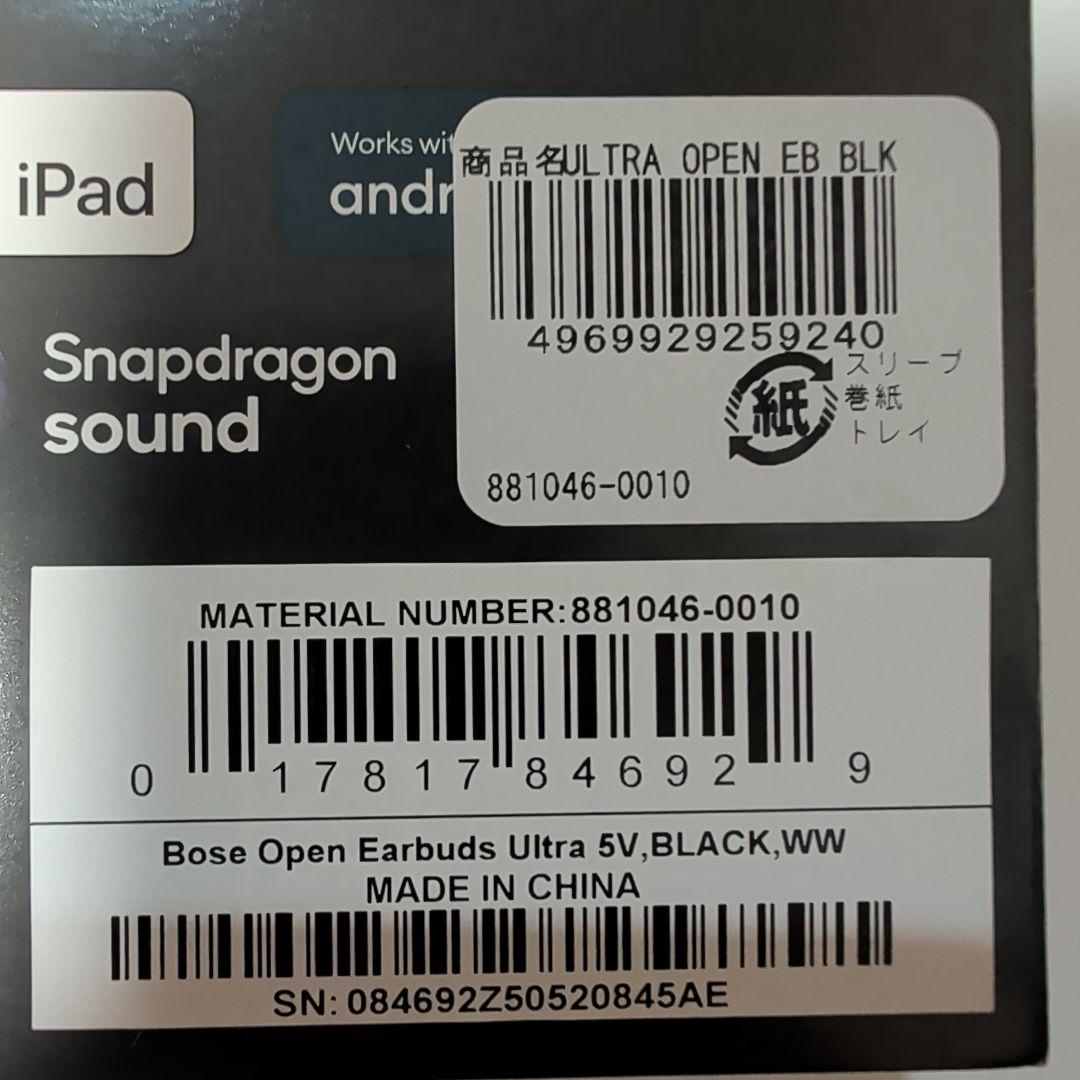 iPad
Works wit
andr
Snapdragon
sound
商品名ULTRA OPEN EB BLK
4969929259240
紙
スリーブ
巻紙
トレイ
881046-0010
MATERIAL NUMBER:881046-0010
0 17817 84692 9
Bose Open Earbuds Ultra 5V,BLACK,WW
MADE IN CHINA
SN: 084692Z50520845AE